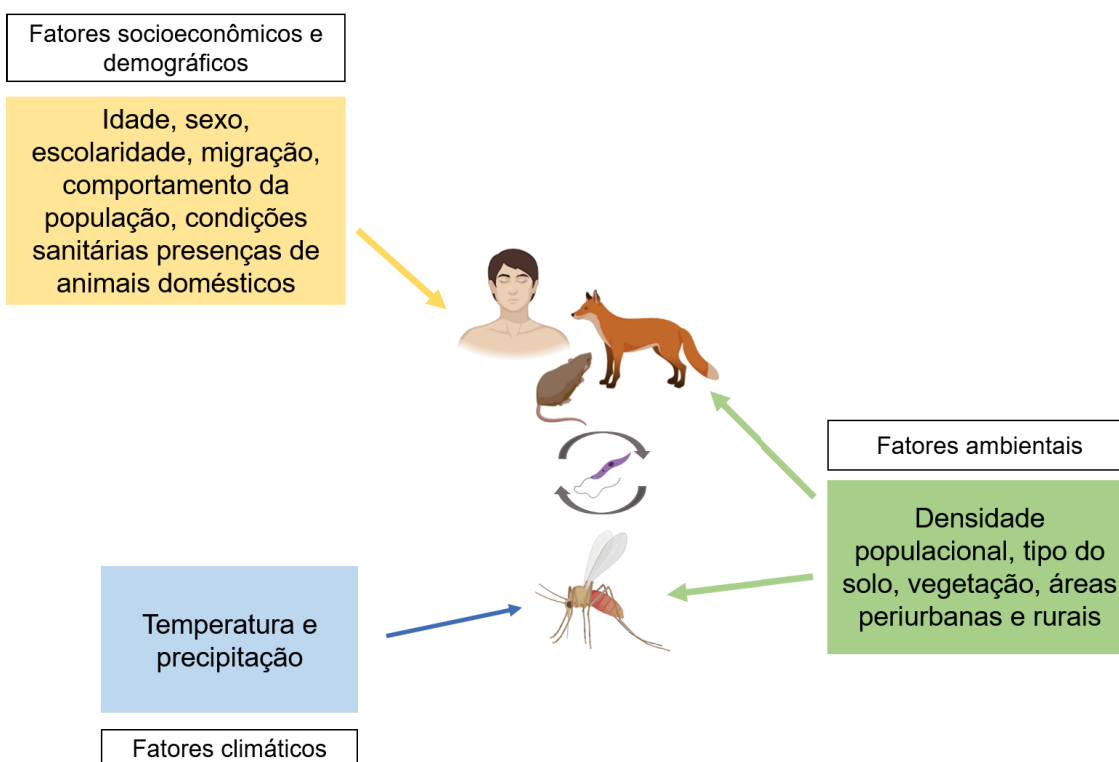 Fatores socioeconômicos e
demográficos
Idade, sexo,
escolaridade, migração,
comportamento da
população, condições
sanitárias presenças de
animais domésticos
Fatores ambientais
Densidade
populacional, tipo do
solo, vegetação, áreas
periurbanas e rurais
Temperatura e
precipitação
Fatores climáticos